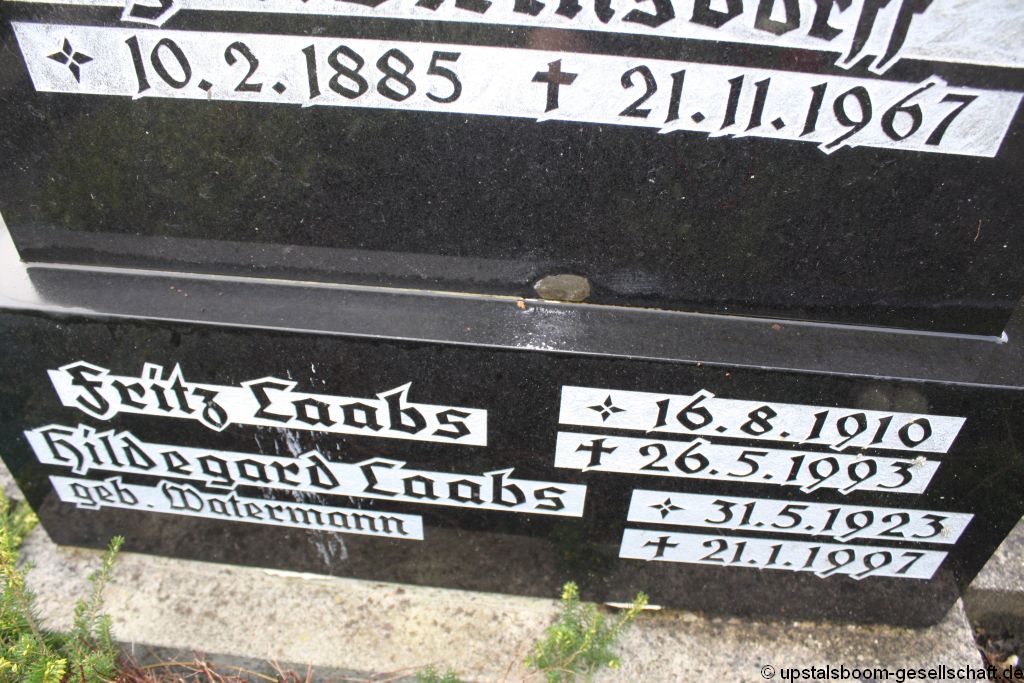 10.2.1885 † 21.11.1967
Fritz Laabs
16.8.1910
† 26.5.1993
Hildegard Laabs
31.5.1923
geb. Watermann
† 21.1.1997
© upstalsboom-gesellschaft.de